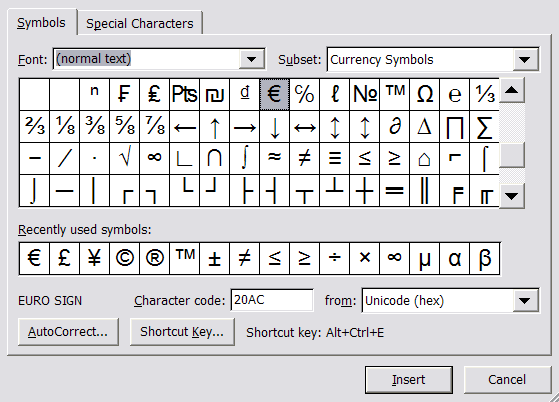 Symbols Special Characters
Font: (normal text) Subset: Currency Symbols
ⁿ ₣ ₤ ₧ ₪ ₫ € ℅ ℓ № ™ Ω ℮ ⅓
⅔ ⅛ ⅜ ⅝ ⅞ ← ↑ → ↓ ↔ ↕ ↨ ∂ ∆ ∏ ∑
− ∕ ∙ √ ∞ ∟ ∩ ∫ ≈ ≠ ≡ ≤ ≥ ⌂ ⌐ ⌠
⌡ ─ │ ┌ ┐ └ ┘ ├ ┤ ┬ ┴ ┼ ═ ║ ╒ ╓
Recently used symbols:
€ £ ¥ © ® ™ ± ≠ ≤ ≥ ÷ × ∞ µ α β
EURO SIGN Character code: 20AC from: Unicode (hex)
AutoCorrect... Shortcut Key... Shortcut key: Alt+Ctrl+E
Insert Cancel